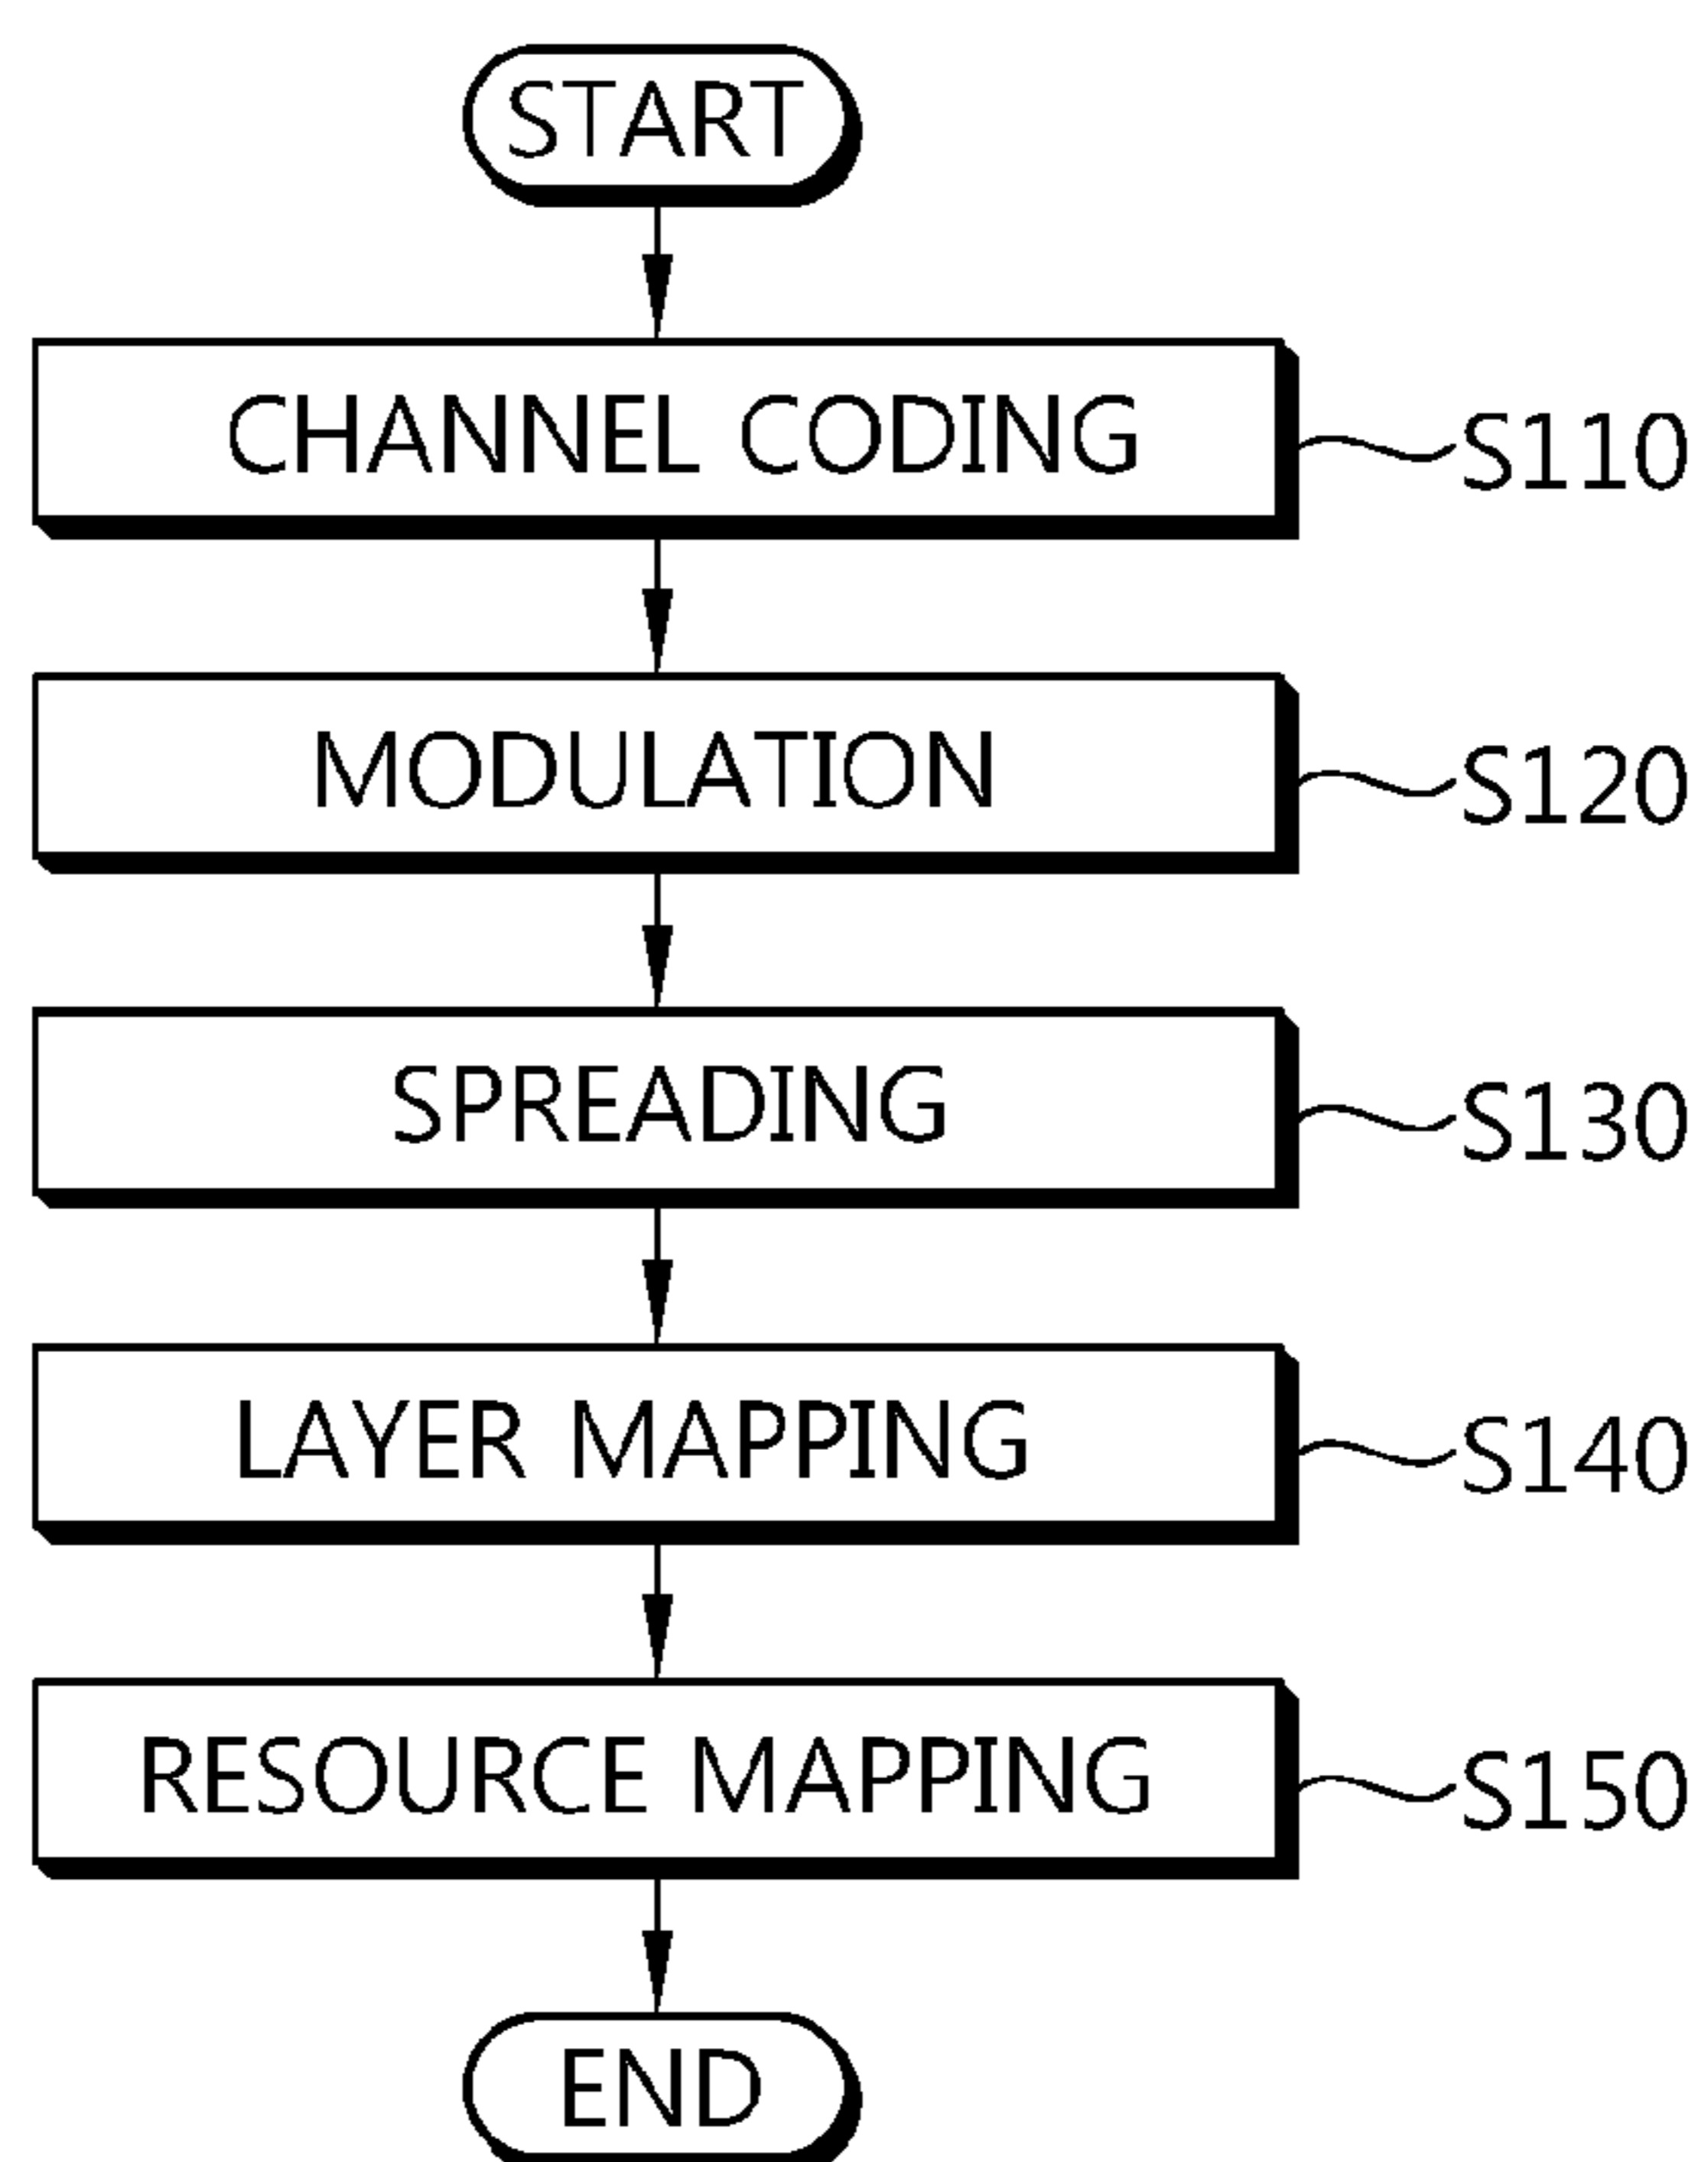 START
CHANNEL CODING S110
MODULATION S120
SPREADING S130
LAYER MAPPING S140
RESOURCE MAPPING S150
END